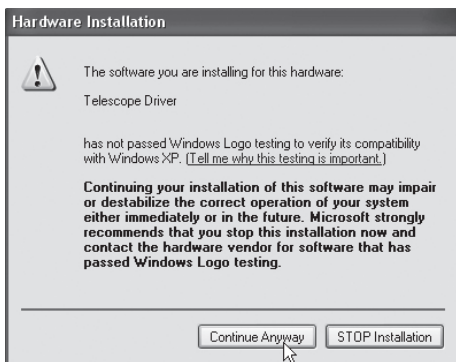 Hardware Installation
The software you are installing for this hardware:
Telescope Driver
has not passed Windows Logo testing to verify its compatibility
with Windows XP. (Tell me why this testing is important.)
Continuing your installation of this software may impair
or destabilize the correct operation of your system
either immediately or in the future. Microsoft strongly
recommends that you stop this installation now and
contact the hardware vendor for software that has
passed Windows Logo testing.
Continue Anyway
STOP Installation